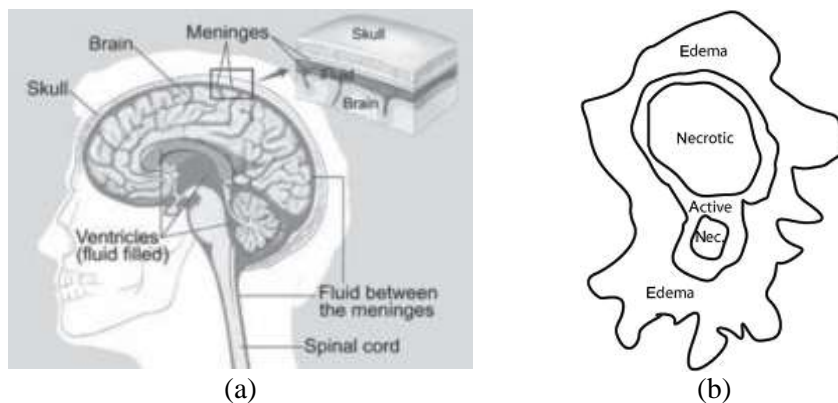 Meninges
Brain
Skull
Skull
Fluid
Brain
Ventricles
(fluid filled)
Fluid between
the meninges
Spinal cord
(a)
Edema
Necrotic
Active
Nec.
Edema
(b)